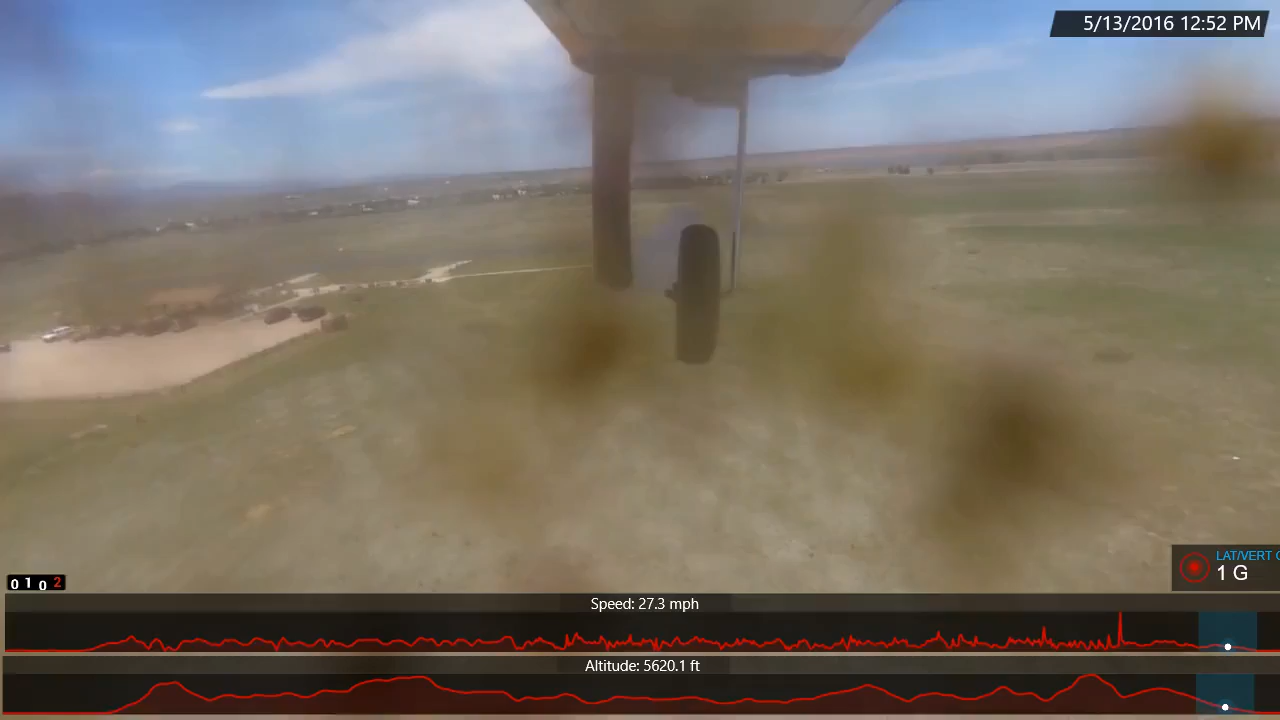 5/13/2016 12:52 PM
LAT/VERT
1 G
0 1 0 2
Speed: 27.3 mph
Altitude: 5620.1 ft